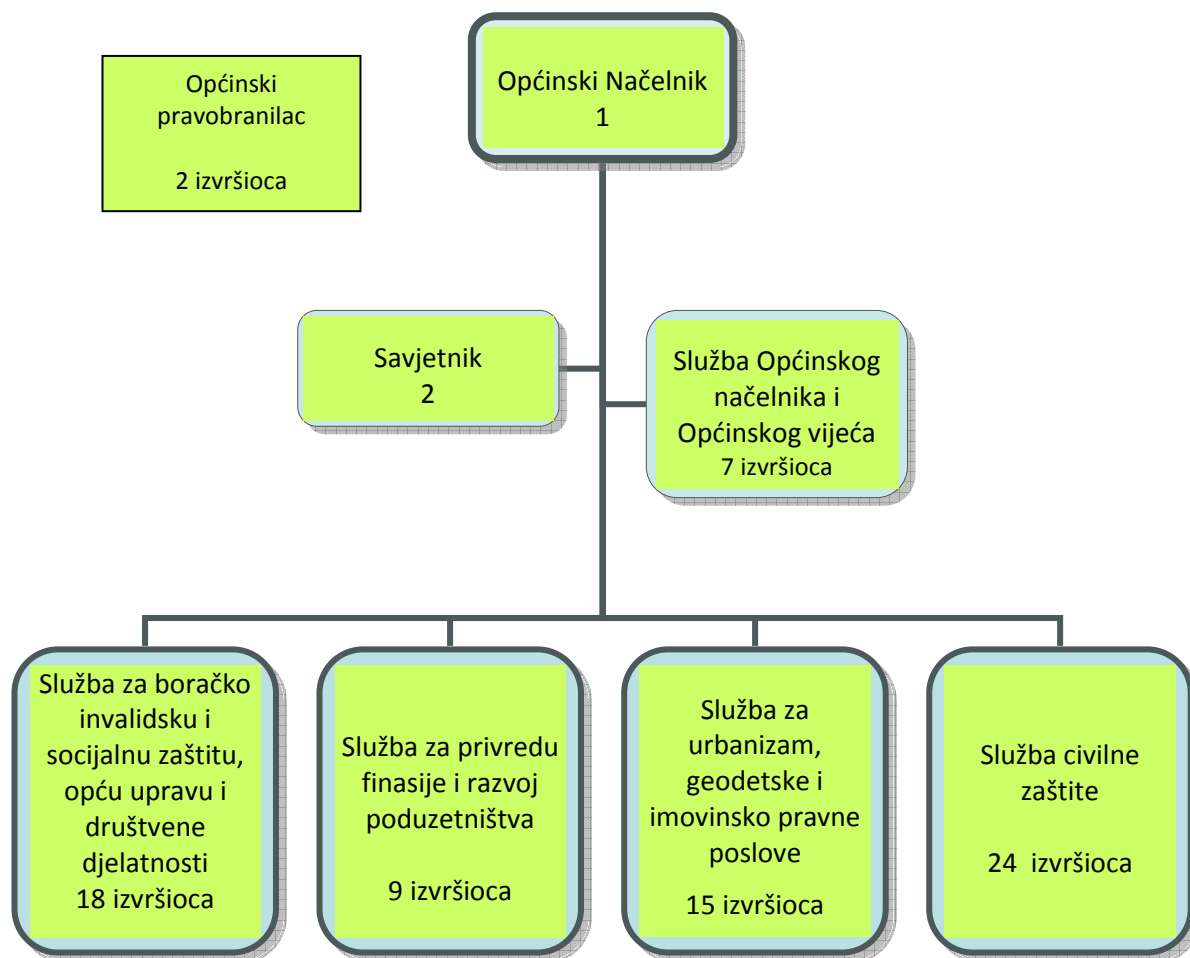 Općinski
pravobranilac
2 izvršioca
Općinski Načelnik
1
Savjetnik
2
Služba Općinskog
načelnika i
Općinskog vijeća
7 izvršioca
Služba za boračko
invalidsku i
socijalnu zaštitu,
opću upravu i
društvene
djelatnosti
18 izvršioca
Služba za privredu
finasije i razvoj
poduzetništva
9 izvršioca
Služba za
urbanizam,
geodetske i
imovinsko pravne
poslove
15 izvršioca
Služba civilne
zaštite
24 izvršioca